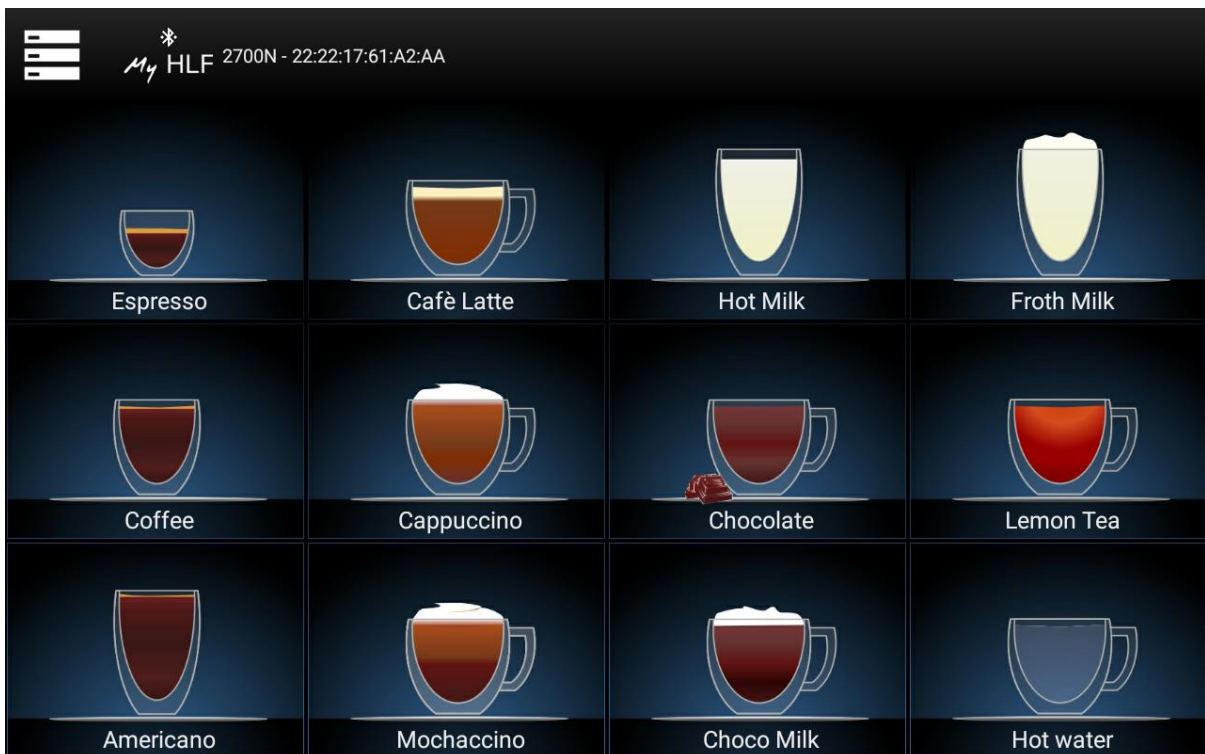 My HLF 2700N - 22:22:17:61:A2:AA
Espresso
Cafè Latte
Hot Milk
Froth Milk
Coffee
Cappuccino
Chocolate
Lemon Tea
Americano
Mochaccino
Choco Milk
Hot water